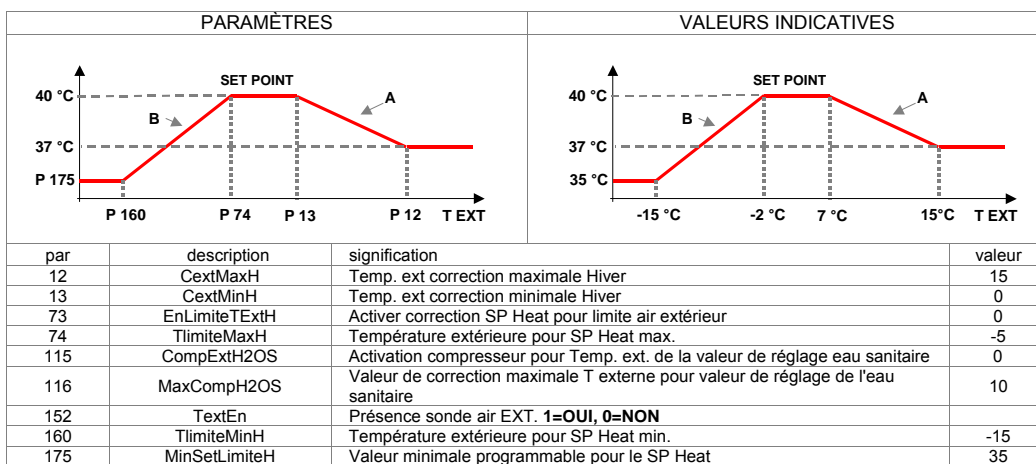 PARAMÈTRES
VALEURS INDICATIVES
SET POINT
40 °C
A
B
37 °C
P 175
P 160 P 74 P 13 P 12 T EXT
SET POINT
40 °C
A
B
37 °C
35 °C
-15 °C -2 °C 7 °C 15°C T EXT
par description signification valeur
12 CextMaxH Temp. ext correction maximale Hiver 15
13 CextMinH Temp. ext correction minimale Hiver 0
73 EnLimiteTExtH Activer correction SP Heat pour limite air extérieur 0
74 TlimiteMaxH Température extérieure pour SP Heat max. -5
115 CompExtH2OS Activation compresseur pour Temp. ext. de la valeur de réglage eau sanitaire 0
116 MaxCompH2OS Valeur de correction maximale T externe pour valeur de réglage de l'eau
sanitaire 10
152 TextEn Présence sonde air EXT. 1=OUI, 0=NON
160 TlimiteMinH Température extérieure pour SP Heat min. -15
175 MinSetLimiteH Valeur minimale programmable pour le SP Heat 35